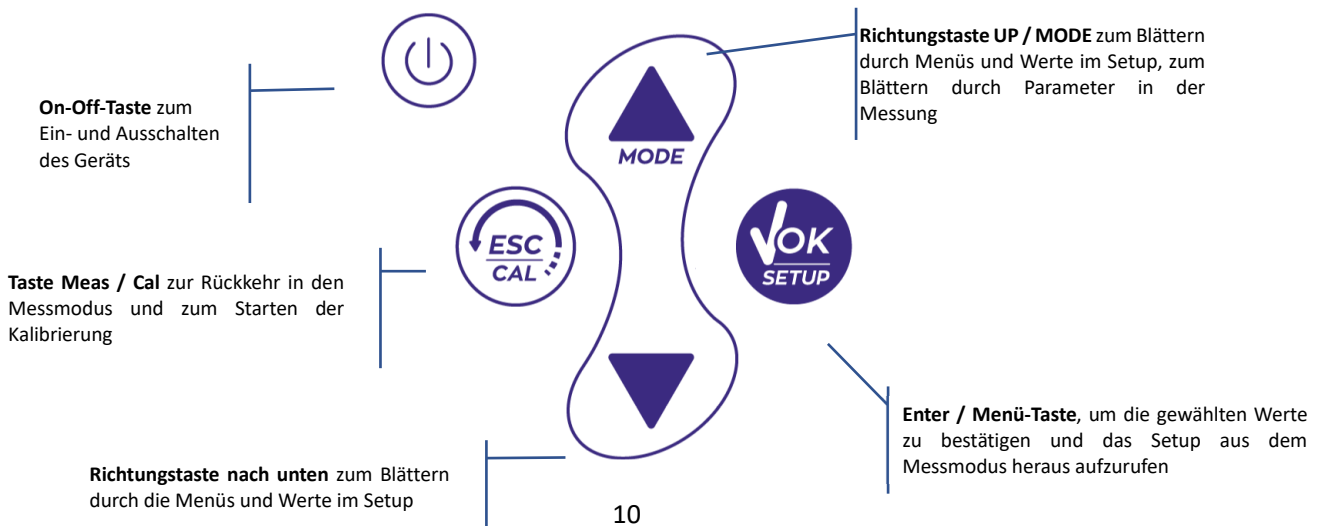 Richtungstaste UP / MODE zum Blättern
durch Menüs und Werte im Setup, zum
Blättern durch Parameter in der
Messung
On-Off-Taste zum
Ein- und Ausschalten
des Geräts
MODE
ESC
CAL
OK
SETUP
Taste Meas / Cal zur Rückkehr in den
Messmodus und zum Starten der
Kalibrierung
Enter / Menü-Taste, um die gewählten Werte
zu bestätigen und das Setup aus dem
Messmodus heraus aufzurufen
Richtungstaste nach unten zum Blättern
durch die Menüs und Werte im Setup
10